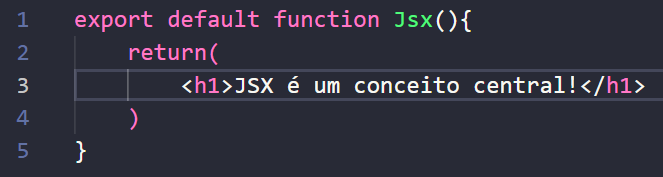 1 export default function Jsx(){
2 return(
3 <h1>JSX é um conceito central!</h1>
4 )
5 }